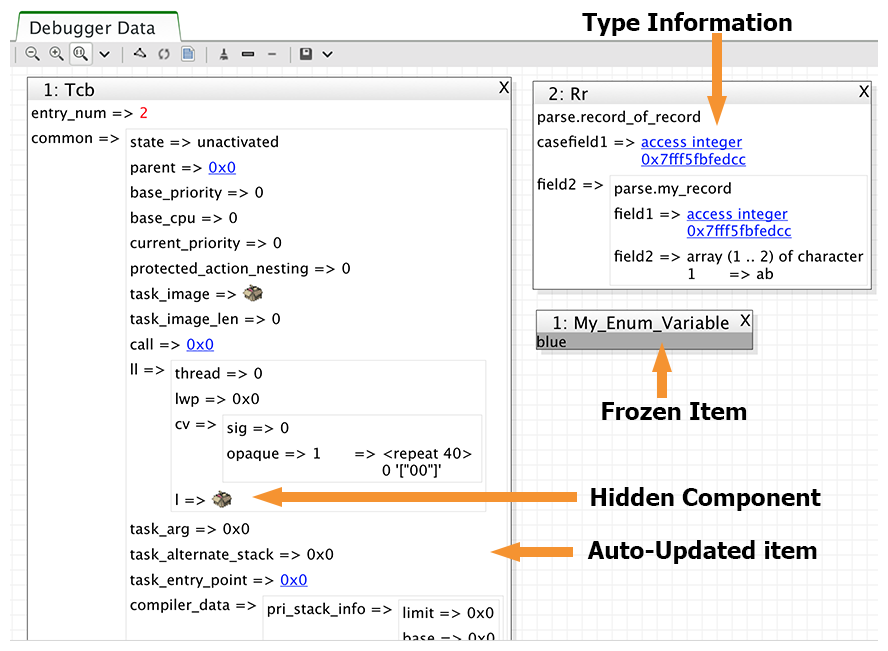 Debugger Data
Type Information
1: Tcb X
entry_num => 2
common =>
state => unactivated
parent => 0x0
base_priority => 0
base_cpu => 0
current_priority => 0
protected_action_nesting => 0
task_image =>
task_image_len => 0
call => 0x0
ll =>
thread => 0
lwp => 0x0
cv =>
sig => 0
opaque => 1 => <repeat 40>
0 '["00"]'
l =>
task_arg => 0x0
task_alternate_stack => 0x0
task_entry_point => 0x0
compiler_data =>
pri_stack_info =>
limit => 0x0
base => 0x0
2: Rr X
parse.record_of_record
casefield1 => access integer
0x7fff5fbfedcc
field2 =>
parse.my_record
field1 => access integer
0x7fff5fbfedcc
field2 => array (1 .. 2) of character
1 => ab
1: My_Enum_Variable X
blue
Frozen Item
Hidden Component
Auto-Updated item